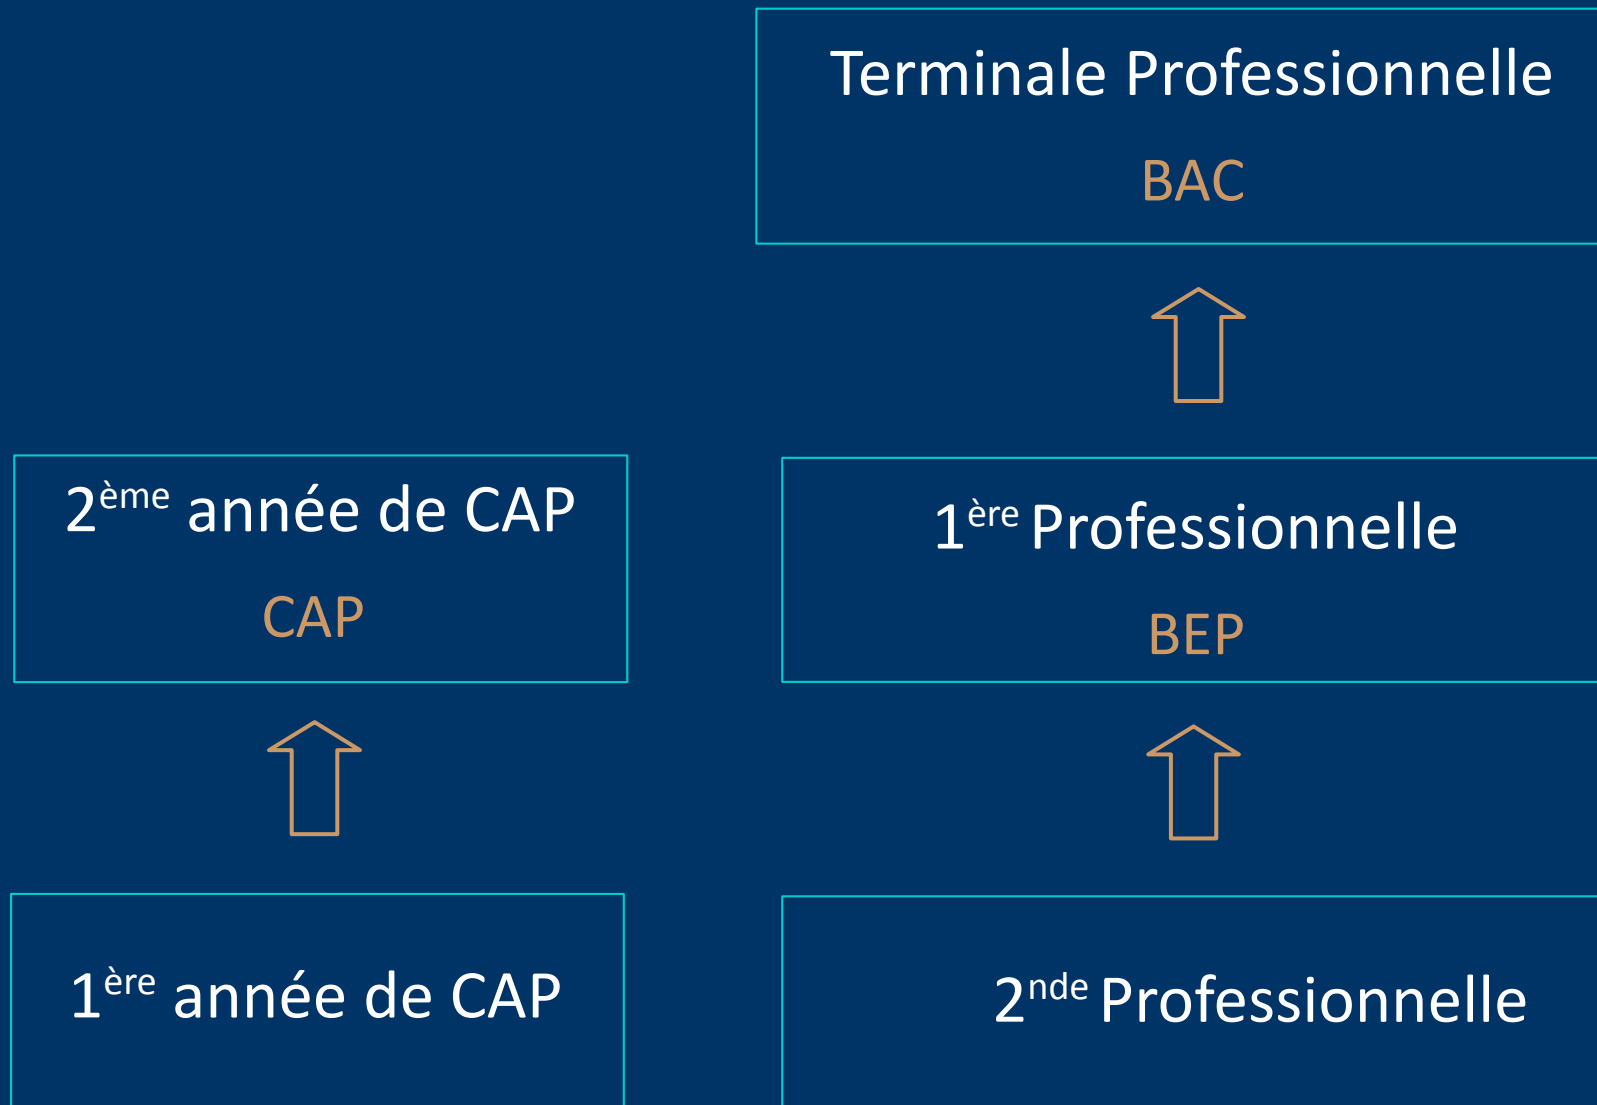 Terminale Professionnelle
BAC
2ème année de CAP
CAP
1ère Professionnelle
BEP
1ère année de CAP
2nde Professionnelle